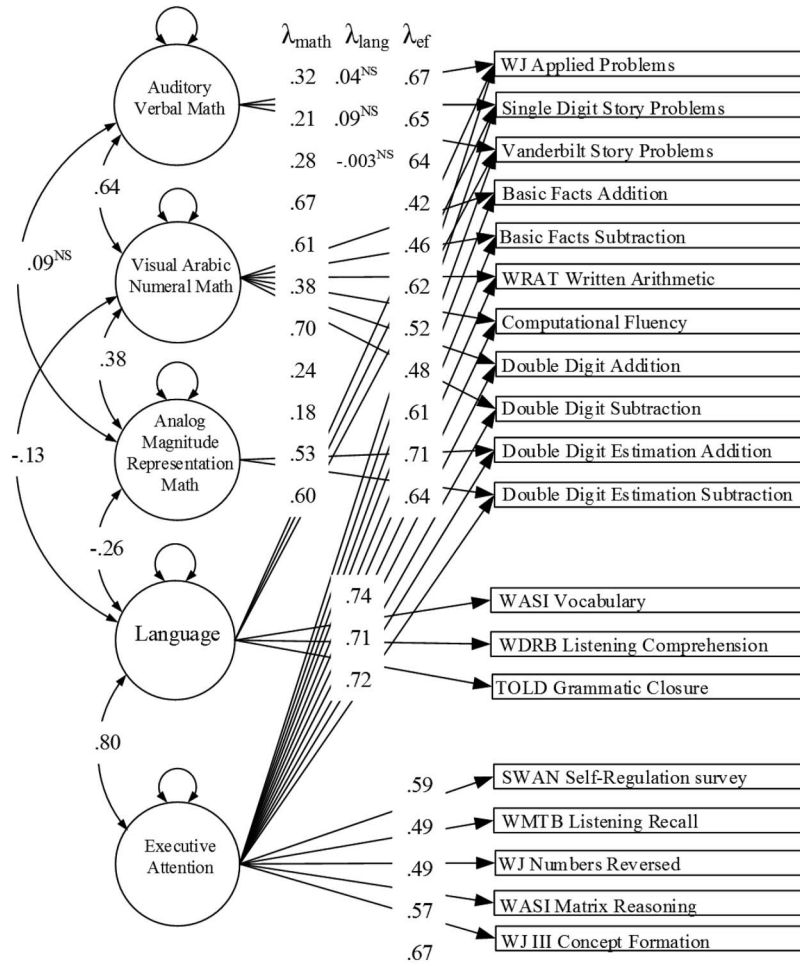 λmath λlang λef
.32 .04NS .67 WJ Applied Problems
Auditory
Verbal Math
.21 .09NS .65 Single Digit Story Problems
.28 -.003NS 64 Vanderbilt Story Problems
.64
.67 .42 Basic Facts Addition
.61 .46 Basic Facts Subtraction
.09NS
Visual Arabic
Numeral Math
.38 .62 WRAT Written Arithmetic
.70 .52 Computational Fluency
.38
.24 .48 Double Digit Addition
.18 .61 Double Digit Subtraction
Analog
Magnitude
Representation
Math
-.13
.53 .71 Double Digit Estimation Addition
.60 .64 Double Digit Estimation Subtraction
-.26
.74 WASI Vocabulary
Language
.71 WDRB Listening Comprehension
.72 TOLD Grammatic Closure
.80
.59 SWAN Self-Regulation survey
.49 WMTB Listening Recall
Executive
Attention
.49 WJ Numbers Reversed
.57 WASI Matrix Reasoning
.67 WJ III Concept Formation